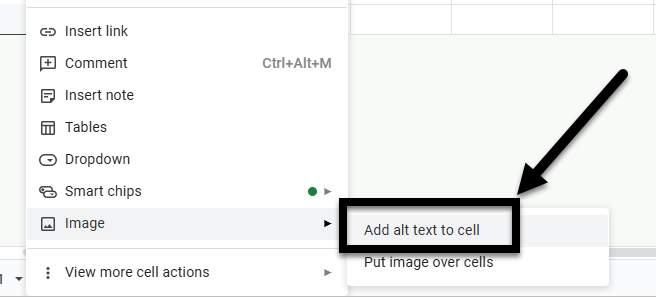 Insert link
Comment Ctrl+Alt+M
Insert note
Tables
Dropdown
Smart chips
Image
Add alt text to cell
Put image over cells
View more cell actions